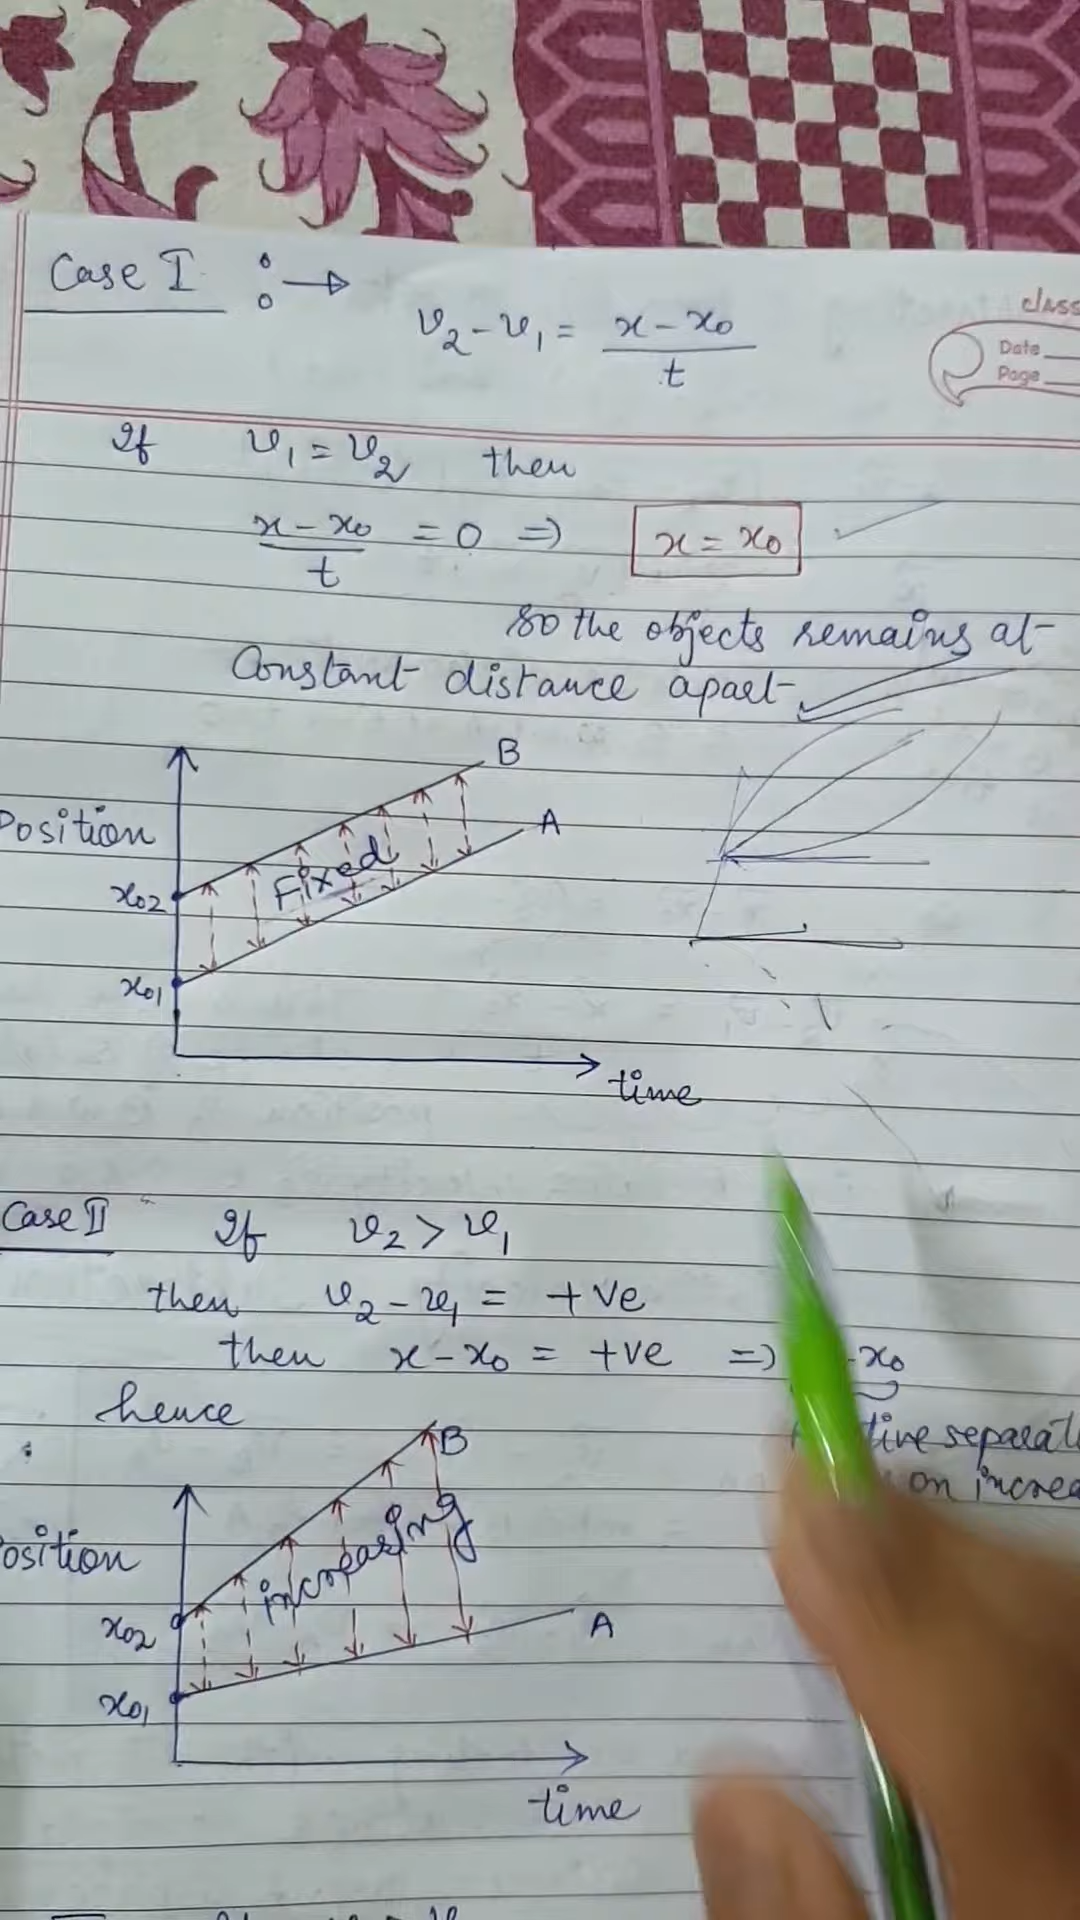 Case I :→
v₂ - v₁ = x - x₀ / t
Date
Page
If v₁ = v₂ then
x - x₀ / t = 0 ⇒ x = x₀
so the objects remains at
Constant distance apart
B
A
Position
Fixed
x₀₂
x₀₁
time
Case II If v₂ > v₁
then v₂ - v₁ = +ve
then x - x₀ = +ve ⇒ - x₀
hence
on
B
increasing
x₀₂
A
x₀₁
time